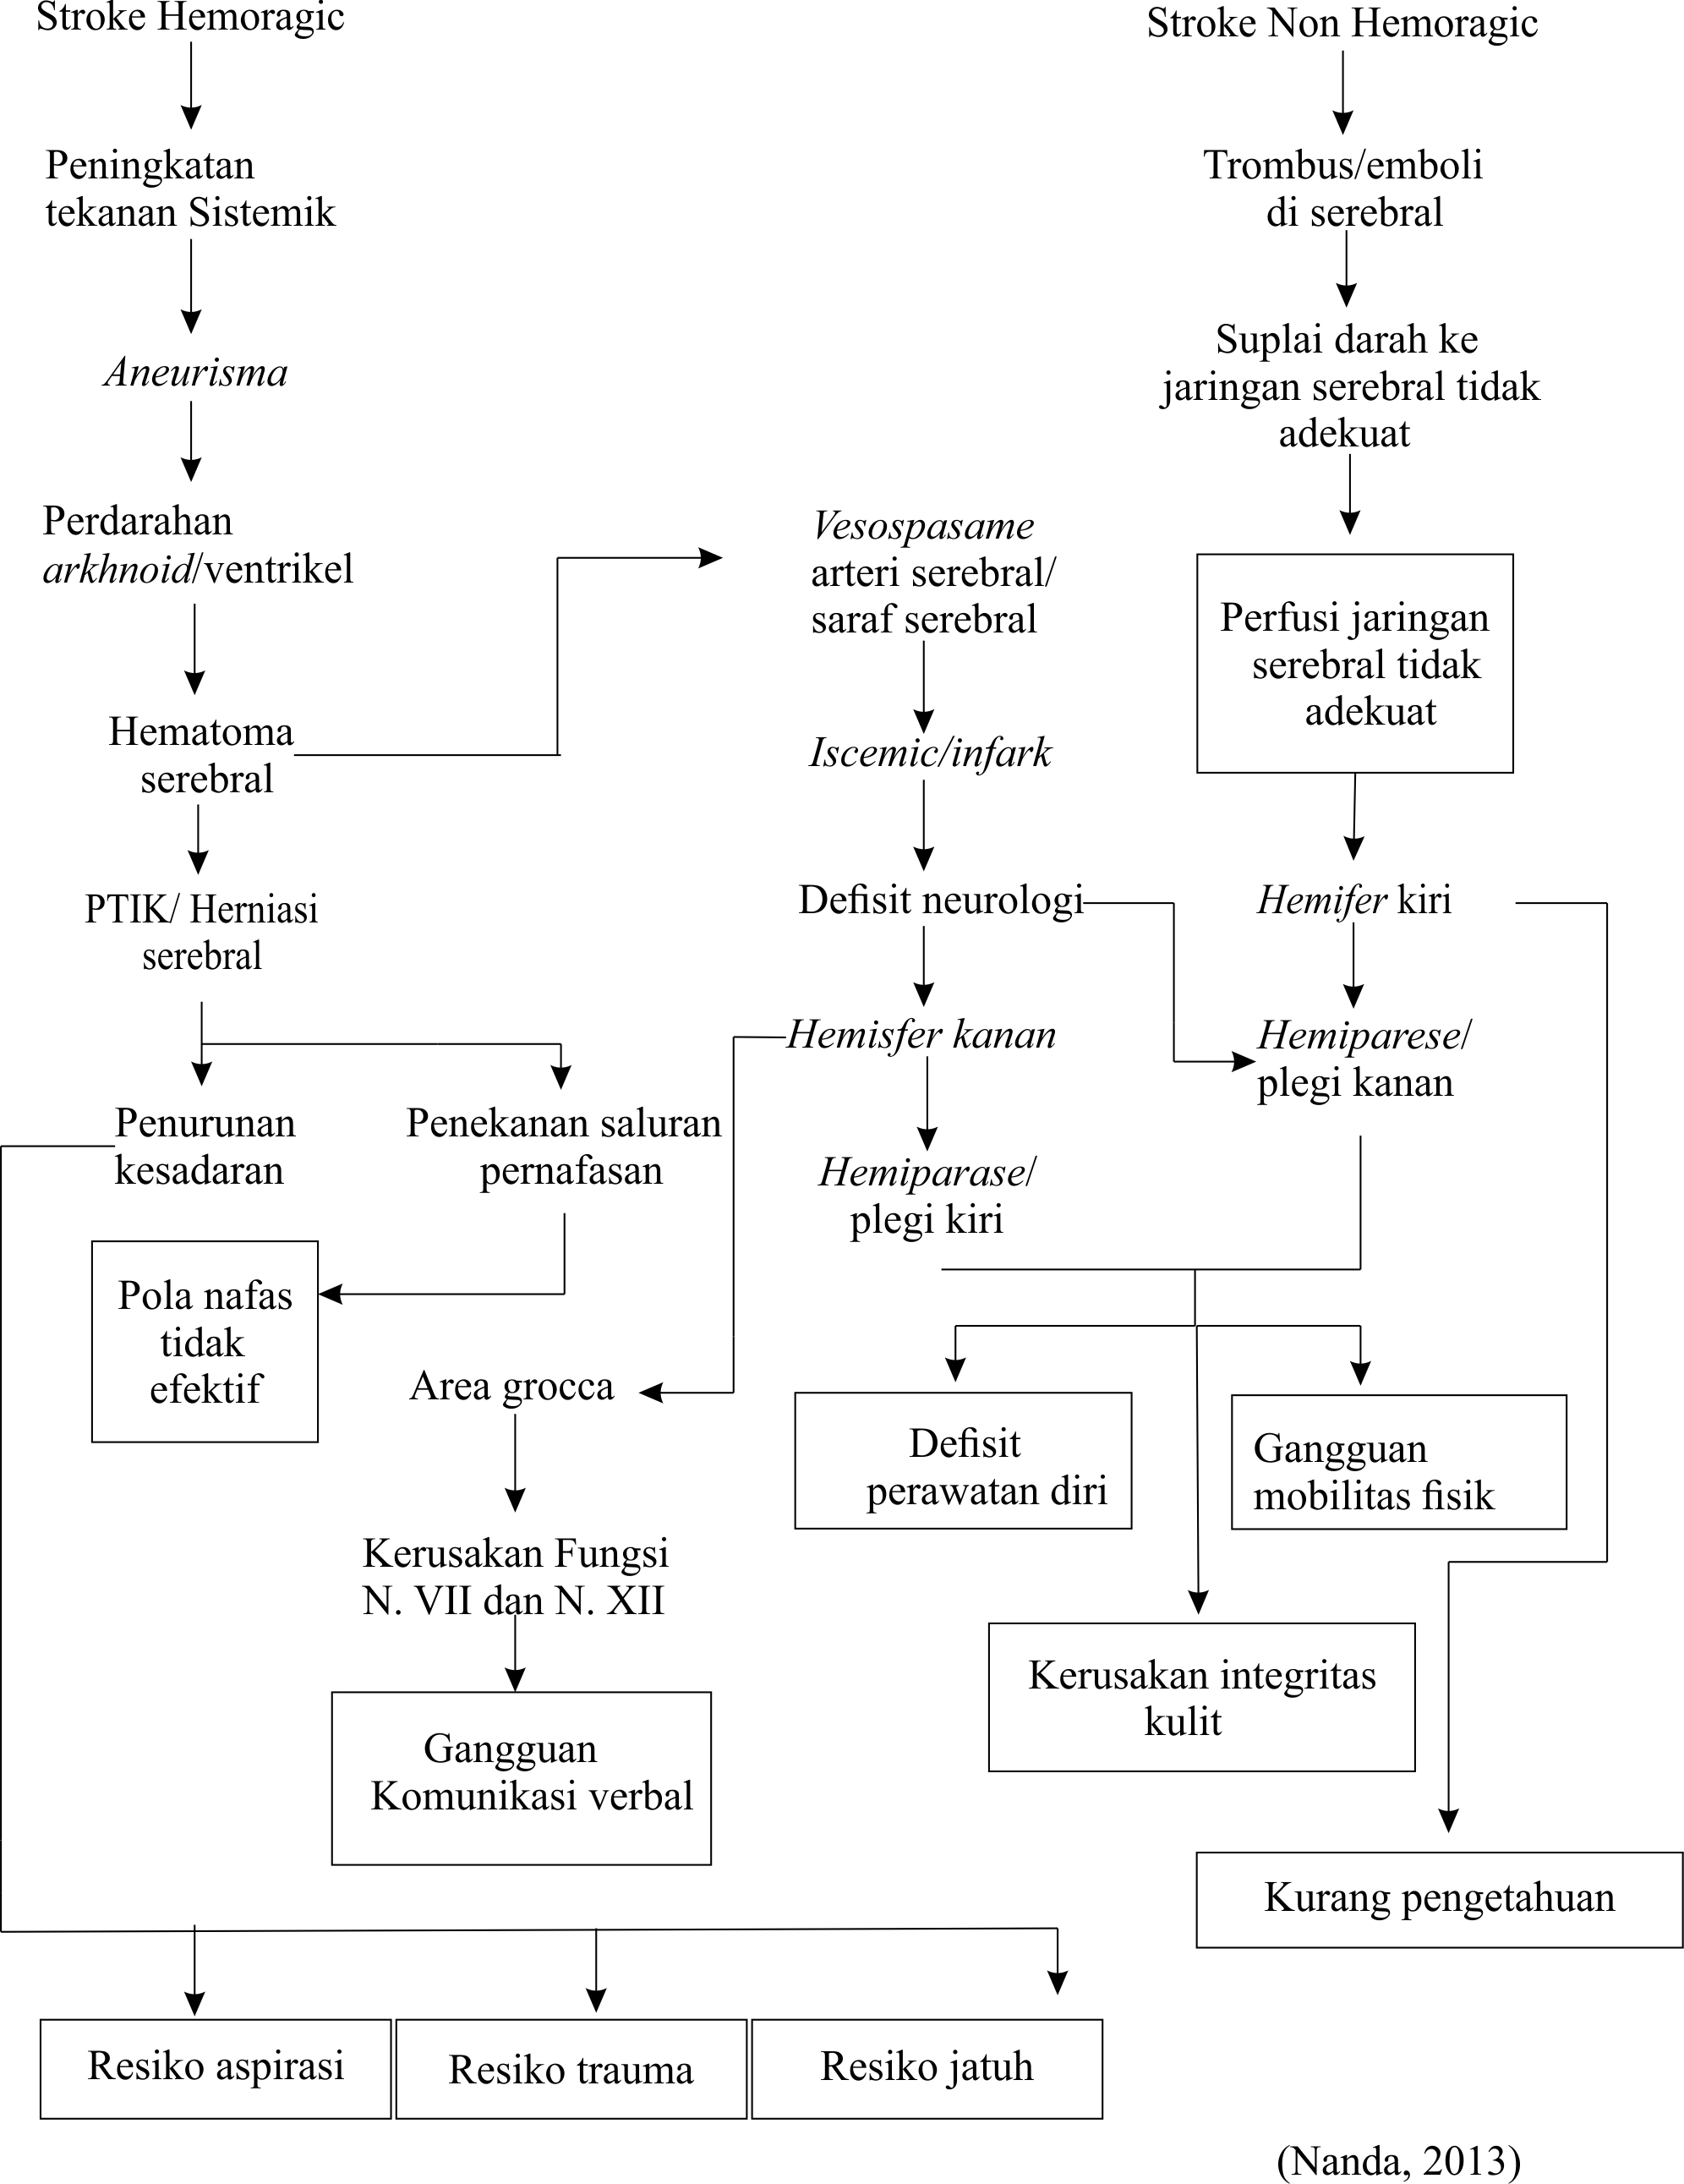 Stroke Hemoragic
Stroke Non Hemoragic
Peningkatan
tekanan Sistemik
Trombus/emboli
di serebral
Aneurisma
Suplai darah ke
jaringan serebral tidak
adekuat
Perdarahan
arkhnoid/ventrikel
Vesospasame
arteri serebral/
saraf serebral
Perfusi jaringan
serebral tidak
adekuat
Hematoma
serebral
Iscemic/infark
PTIK/ Herniasi
serebral
Defisit neurologi
Hemifer kiri
Hemisfer kanan
Hemiparese/
plegi kanan
Penurunan
kesadaran
Penekanan saluran
pernafasan
Hemiparase/
plegi kiri
Pola nafas
tidak
efektif
Area grocca
Defisit
perawatan diri
Gangguan
mobilitas fisik
Kerusakan Fungsi
N. VII dan N. XII
Kerusakan integritas
kulit
Gangguan
Komunikasi verbal
Kurang pengetahuan
Resiko aspirasi
Resiko trauma
Resiko jatuh
(Nanda, 2013)